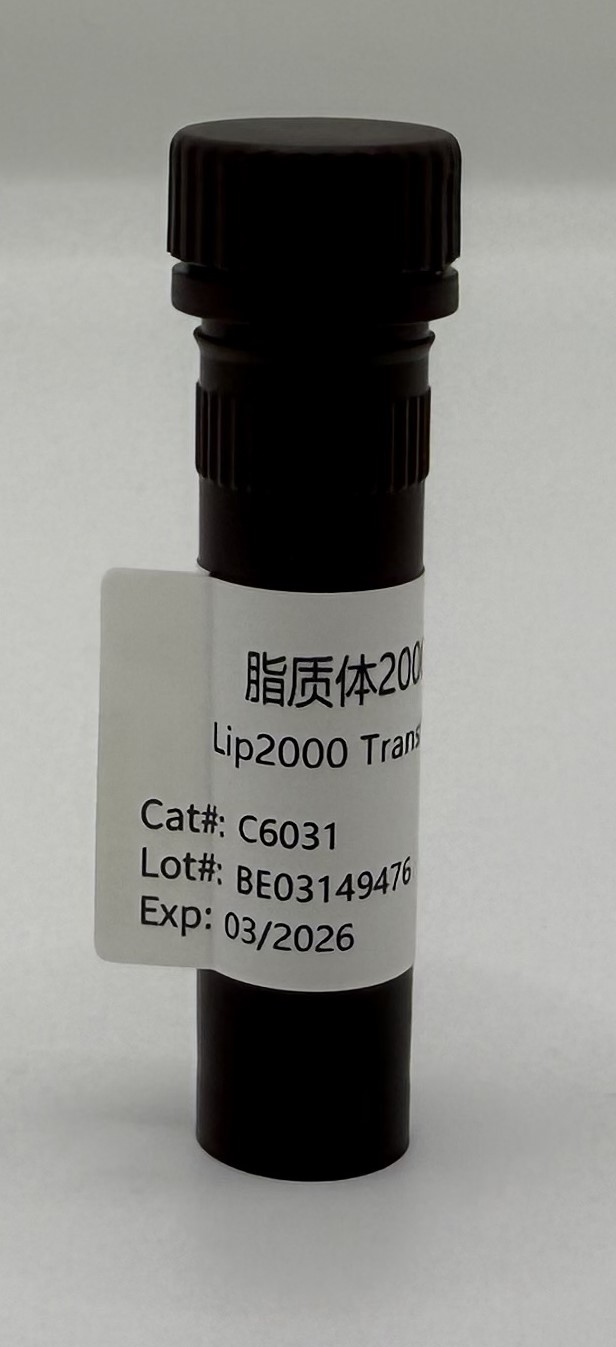 脂质体200
Lip2000 Trans
Cat#: C6031
Lot#: BE03149476
Exp: 03/2026